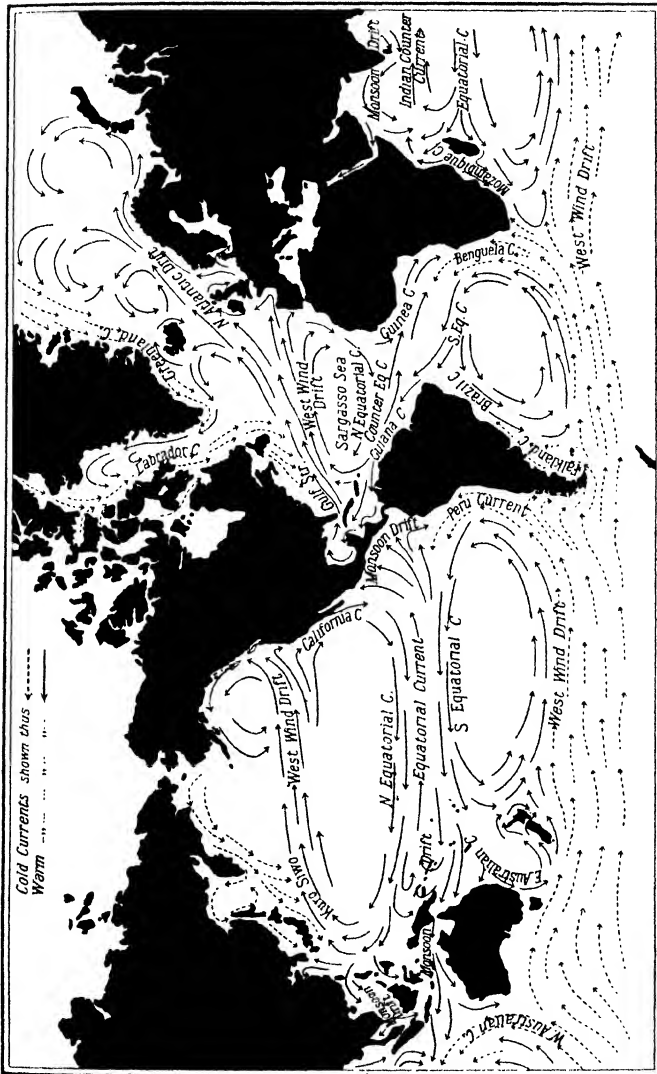 Cold Currents shown thus
Warm -„- „ „ „
Kuro Siwo
West Wind Drift
California C
N Equatorial C.
Equatorial Current
S Equatorial C
West Wind Drift
Monsoon Drift
Peru Current
Monsoon Drift
E Australian C.
W Australian C.
Labrador C
Greenland C.
N Atlantic Drift
Gulf Str
West Wind
Drift
Sargasso Sea
N Equatorial C.
Counter Eq C
Guiana C
Guinea C
S.Eq. C
Brazil C
Falkland C
Benguela C.
West Wind Drift
Mozambique C
Monsoon Drift
Indian Counter
Current
Equatorial C